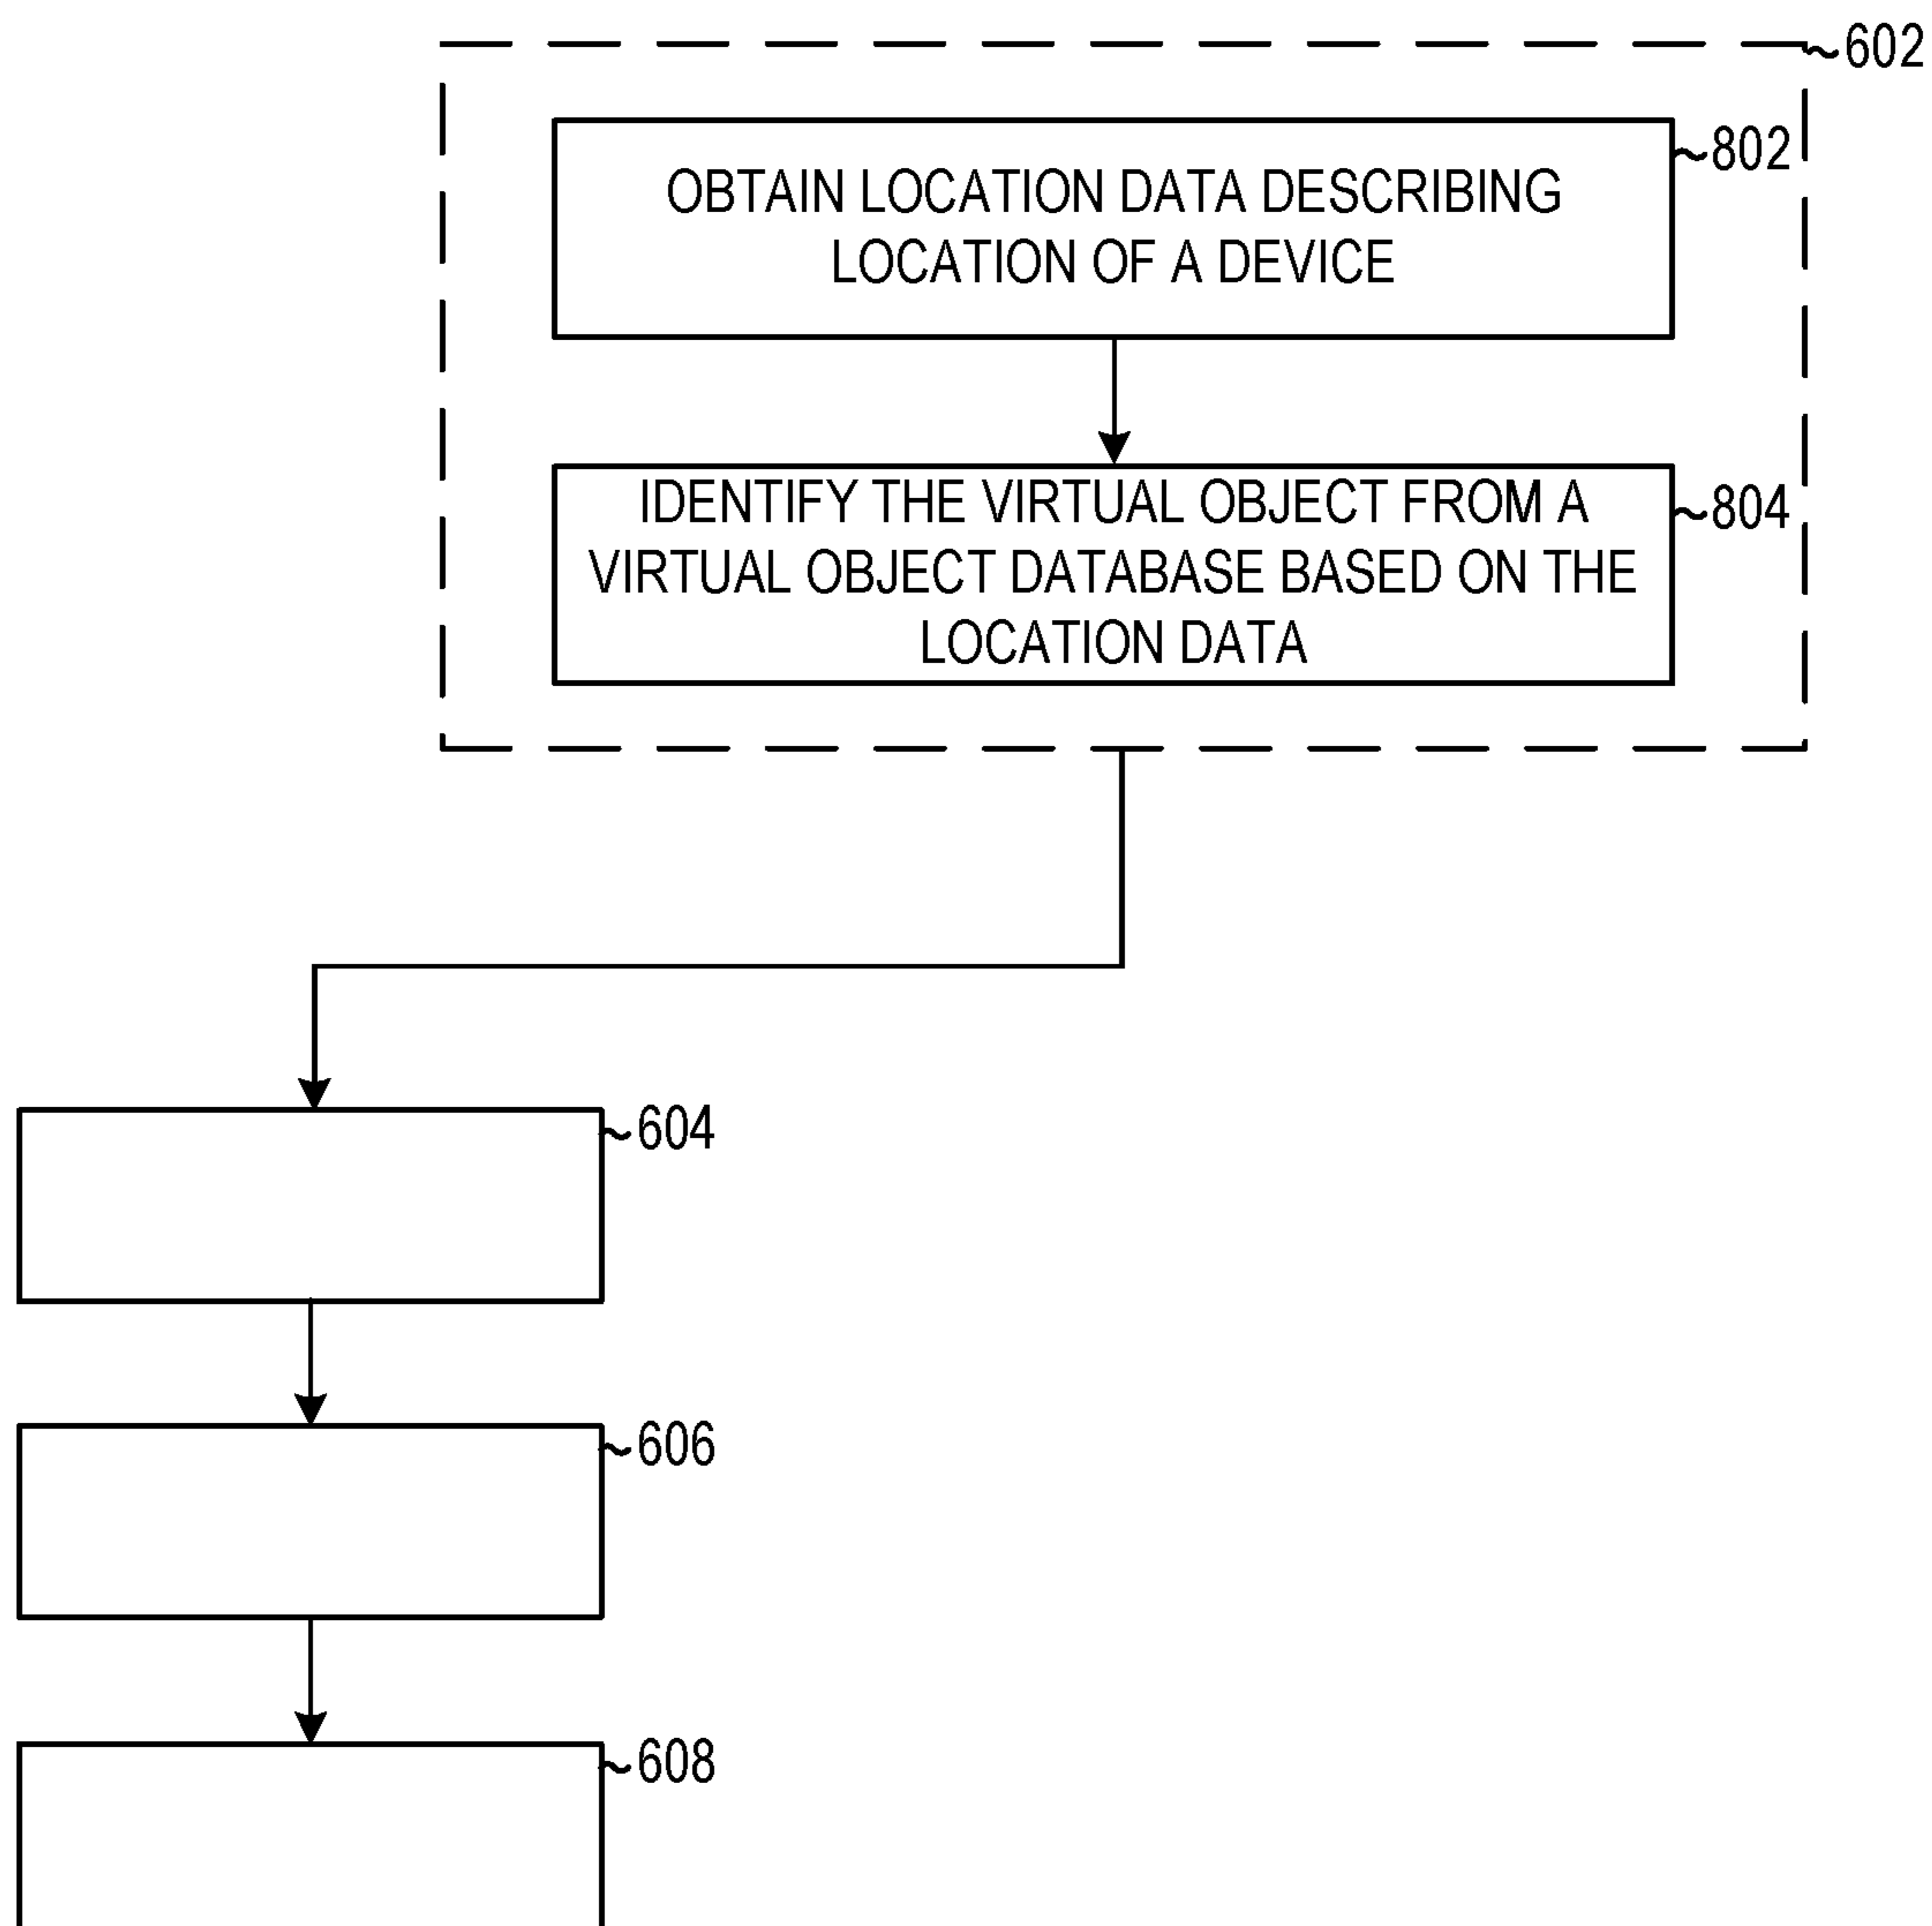 602
802
OBTAIN LOCATION DATA DESCRIBING
LOCATION OF A DEVICE
804
IDENTIFY THE VIRTUAL OBJECT FROM A
VIRTUAL OBJECT DATABASE BASED ON THE
LOCATION DATA
604
606
608